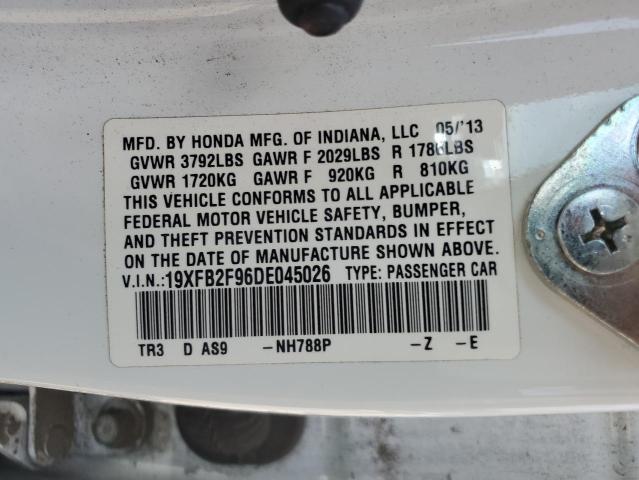 MFD. BY HONDA MFG. OF INDIANA, LLC 05/'13
GVWR 3792LBS GAWR F 2029LBS R 1786LBS
GVWR 1720KG GAWR F 920KG R 810KG
THIS VEHICLE CONFORMS TO ALL APPLICABLE
FEDERAL MOTOR VEHICLE SAFETY, BUMPER,
AND THEFT PREVENTION STANDARDS IN EFFECT
ON THE DATE OF MANUFACTURE SHOWN ABOVE.
V.I.N.:19XFB2F96DE045026 TYPE: PASSENGER CAR
TR3 D AS9 -NH788P -Z -E